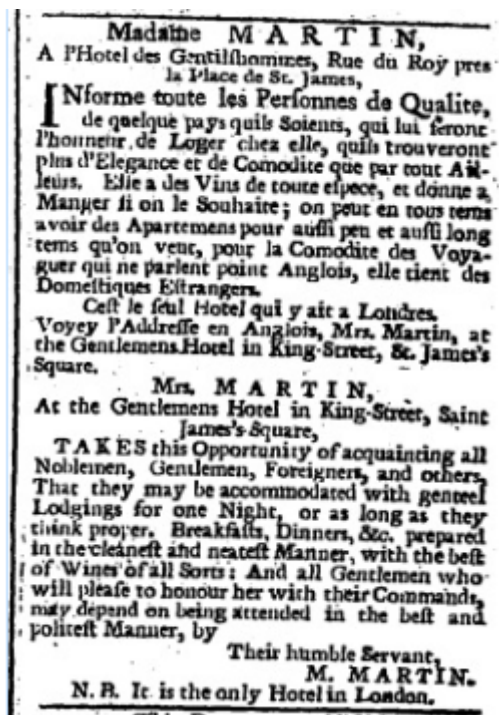 Madame MARTIN,
A l'Hotel des Gentilſhommes, Rue du Roy pres
la Place de St. James,
INforme toute les Perſonnes de Qualite,
de quelque pays quils Soients, qui lui feront
l'honneur de Loger chez elle, quils trouveront
plus d'Elegance et de Comodite que par tout Ail-
leurs. Elle a des Vins de toute eſpece, et donne a
Manger ſi on le Souhaite; on peut en tous tems
avoir des Apartemens pour auſſi peu et auſſi long
tems qu'on veut, pour la Comodite des Voya-
guer qui ne parlent point Anglois, elle tient des
Domeſtiques Eſtrangers.
Ceſt le ſeul Hotel qui y ait a Londres.
Voyey l'Addreſſe en Anglois, Mrs. Martin, at
the Gentlemens Hotel in King-Street, St. James's
Square.
Mrs. MARTIN,
At the Gentlemens Hotel in King-Street, Saint
James's-Square,
TAKES this Opportunity of acquainting all
Noblemen, Gentlemen, Foreigners, and others,
That they may be accommodated with genteel
Lodgings for one Night, or as long as they
think proper. Breakfaſts, Dinners, &c. prepared
in the cleaneſt and neateſt Manner, with the beſt
of Wines of all Sorts: And all Gentlemen who
will pleaſe to honour her with their Commands,
may depend on being attended in the beſt and
politeſt Manner, by
Their humble Servant,
M. MARTIN.
N. B. It is the only Hotel in London.